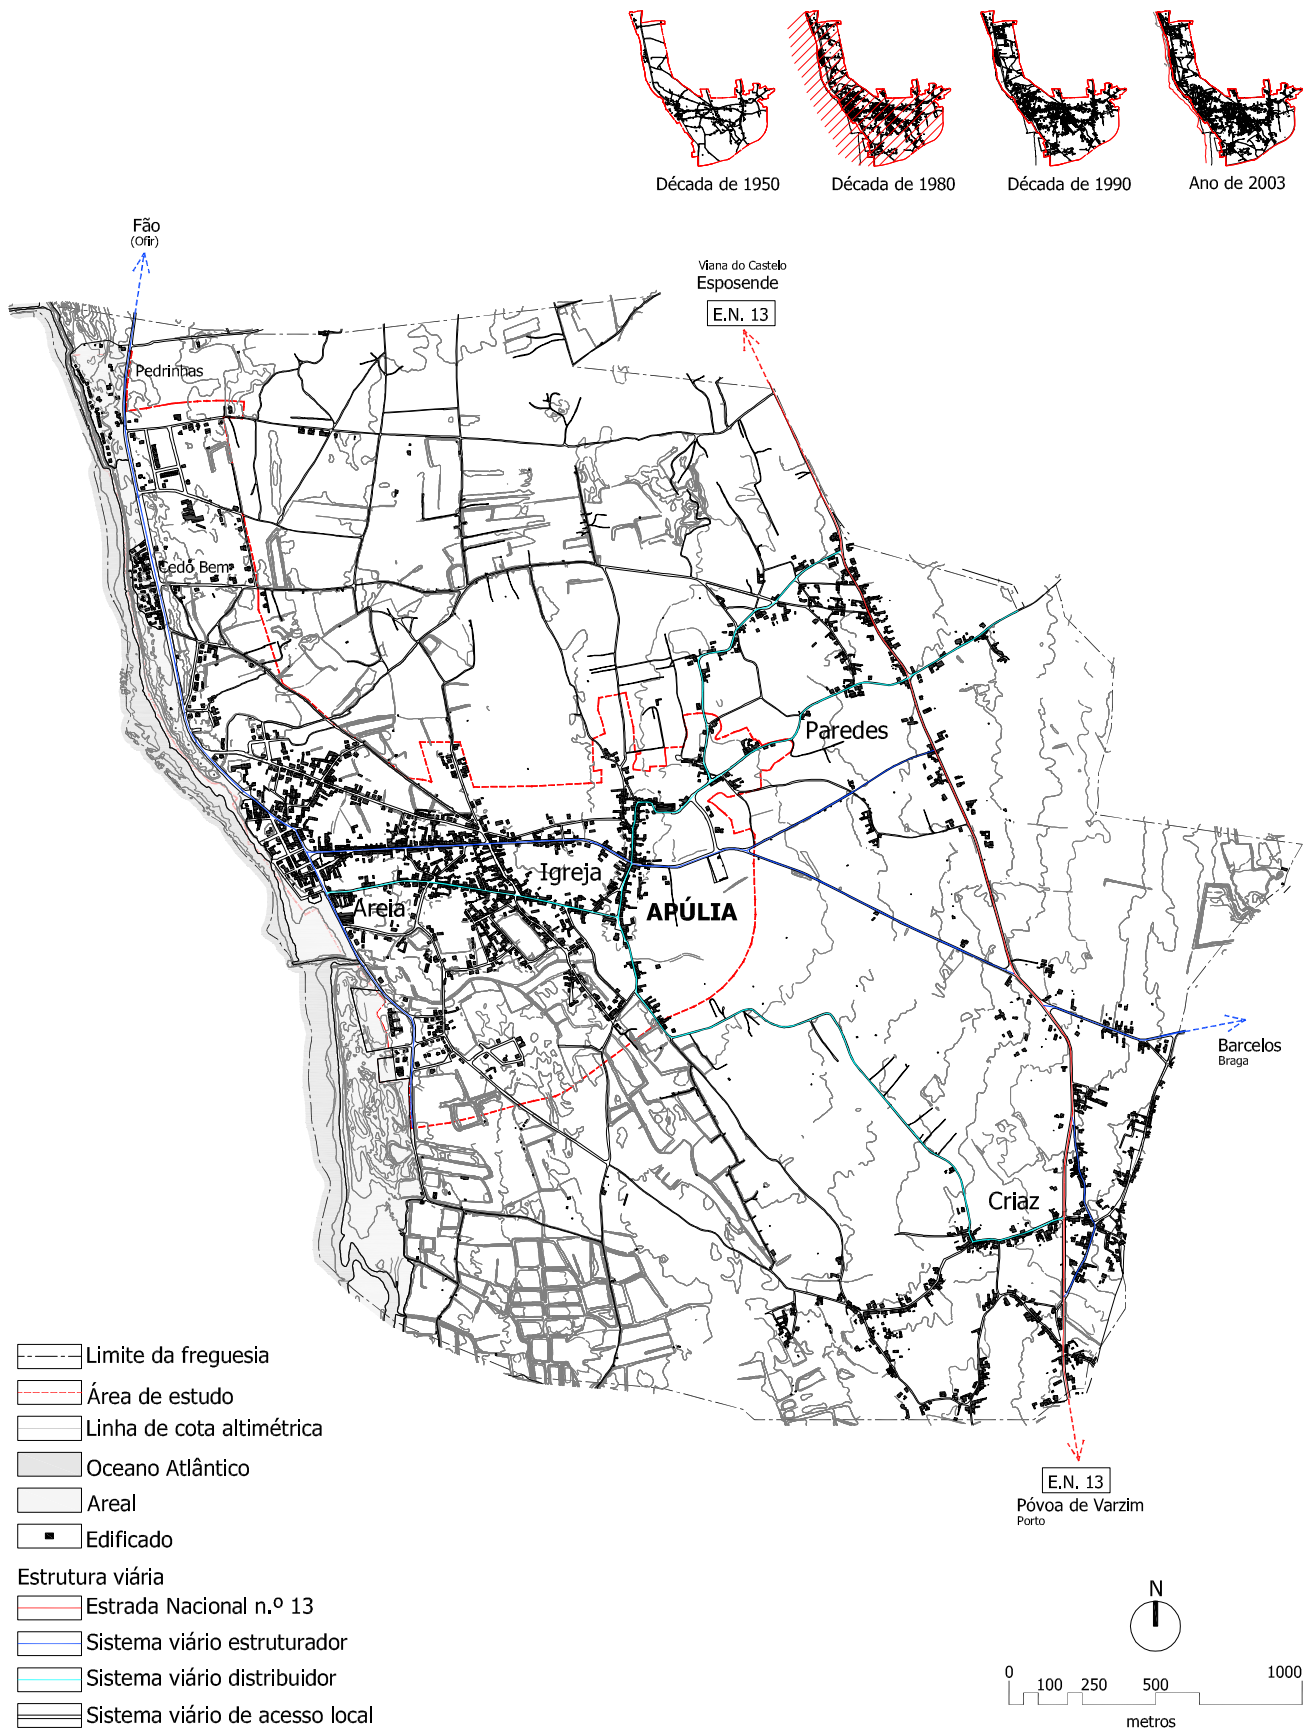 Década de 1950
Década de 1980
Década de 1990
Ano de 2003
Fão
(Ofir)
Viana do Castelo
Esposende
E.N. 13
Pedrinhas
Cedo Bem
Paredes
Igreja
Areia
APÚLIA
Barcelos
Braga
Criaz
E.N. 13
Póvoa de Varzim
Porto
Limite da freguesia
Área de estudo
Linha de cota altimétrica
Oceano Atlântico
Areal
Edificado
Estrutura viária
Estrada Nacional n.º 13
Sistema viário estruturador
Sistema viário distribuidor
Sistema viário de acesso local
N
0 100 250 500 1000
metros